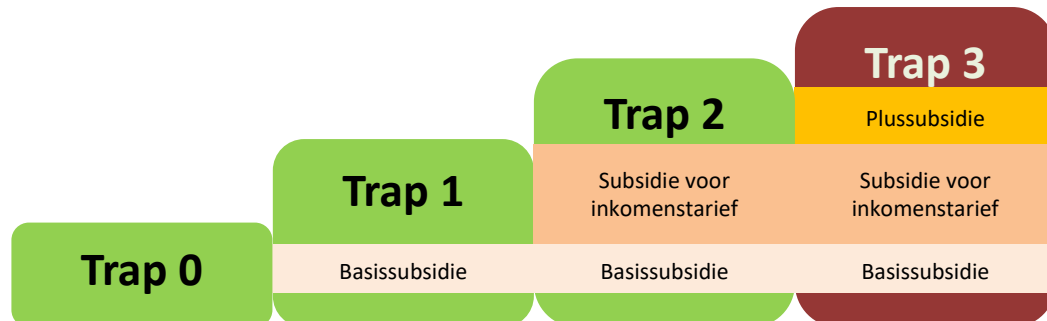 Trap 3
Plussubsidie
Trap 2
Subsidie voor
inkomenstarief
Subsidie voor
inkomenstarief
Trap 1
Trap 0
Basissubsidie
Basissubsidie
Basissubsidie